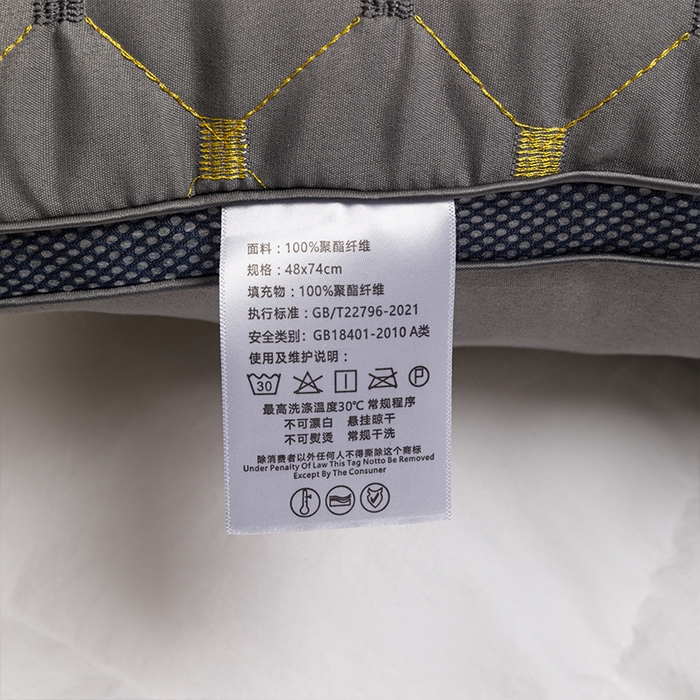 面料：100%聚酯纤维
规格：48x74cm
填充物：100%聚酯纤维
执行标准：GB/T22796-2021
安全类别：GB18401-2010 A类
使用及维护说明：
30 P
最高洗涤温度30℃ 常规程序
不可漂白 悬挂晾干
不可熨烫 常规干洗
除消费者以外任何人不得撕除这个商标
Under Penalty Of Law This Tag Notto Be Removed
Except By The Consuner